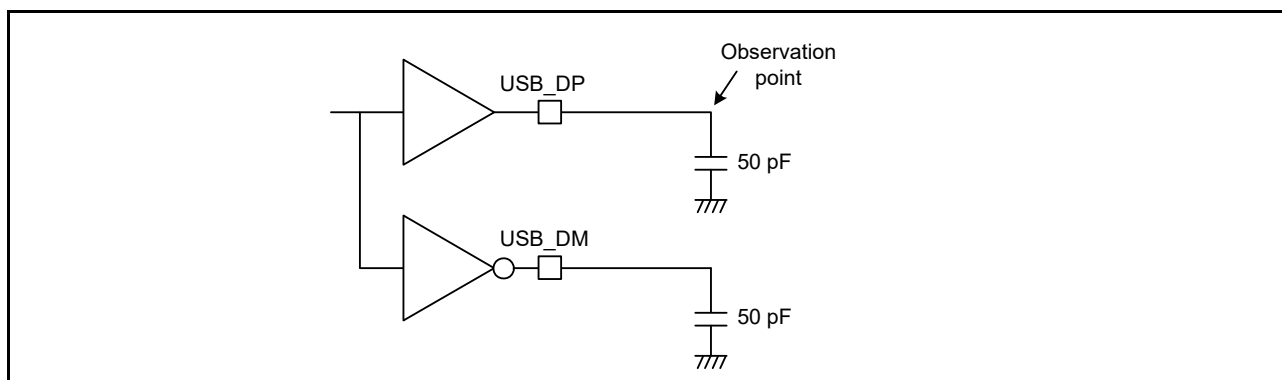 Observation
point
USB_DP
50 pF
USB_DM
50 pF